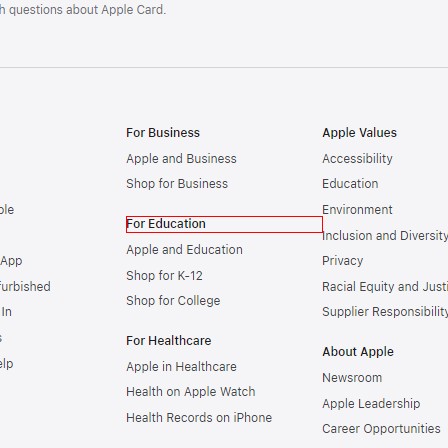 h questions about Apple Card.
For Business
Apple and Business
Shop for Business
For Education
Apple and Education
Shop for K-12
Shop for College
For Healthcare
Apple in Healthcare
Health on Apple Watch
Health Records on iPhone
Apple Values
Accessibility
Education
Environment
Inclusion and Diversity
Privacy
Racial Equity and Justi
Supplier Responsibility
About Apple
Newsroom
Apple Leadership
Career Opportunities
App
urbished
In